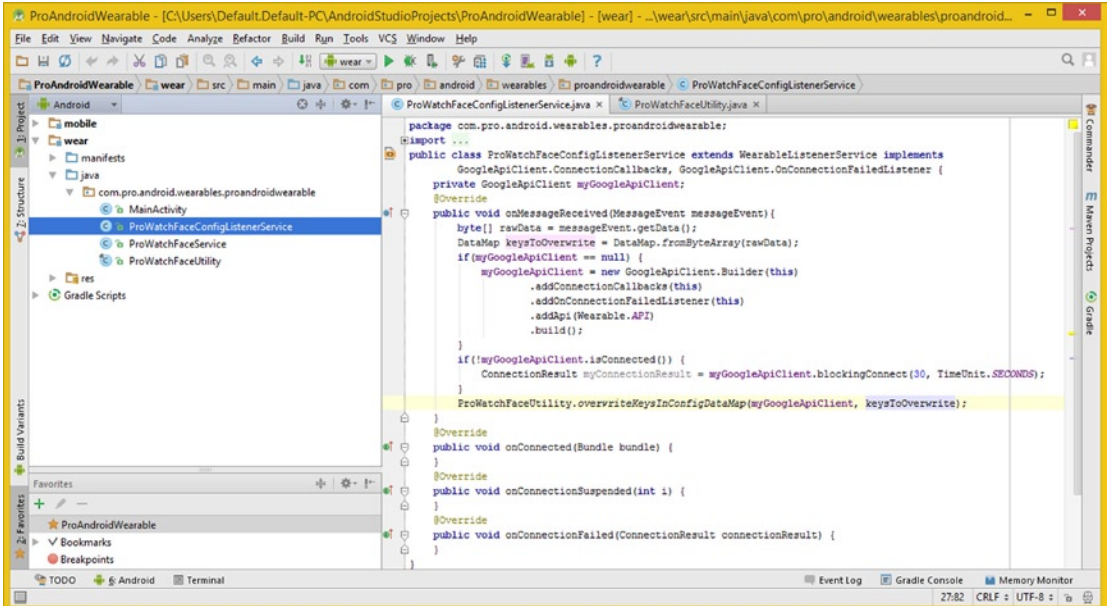 ProAndroidWearable - [C:\Users\Default.Default-PC\AndroidStudioProjects\ProAndroidWearable] - [wear] - ...\wear\src\main\java\com\pro\android\wearables\proandroid...
File Edit View Navigate Code Analyze Refactor Build Run Tools VCS Window Help
wear
ProAndroidWearable wear src main java com pro android wearables proandroidwearable ProWatchFaceConfigListenerService
Android
ProWatchFaceConfigListenerService.java × ProWatchFaceUtility.java ×
1: Project
Z: Structure
Build Variants
2: Favorites
mobile
wear
manifests
java
com.pro.android.wearables.proandroidwearable
MainActivity
ProWatchFaceConfigListenerService
ProWatchFaceService
ProWatchFaceUtility
res
Gradle Scripts
Favorites
ProAndroidWearable
Bookmarks
Breakpoints
package com.pro.android.wearables.proandroidwearable;
import ...
public class ProWatchFaceConfigListenerService extends WearableListenerService implements
GoogleApiClient.ConnectionCallbacks, GoogleApiClient.OnConnectionFailedListener {
private GoogleApiClient myGoogleApiClient;
@Override
public void onMessageReceived(MessageEvent messageEvent){
byte[] rawData = messageEvent.getData();
DataMap keysToOverwrite = DataMap.fromByteArray(rawData);
if(myGoogleApiClient == null) {
myGoogleApiClient = new GoogleApiClient.Builder(this)
.addConnectionCallbacks(this)
.addOnConnectionFailedListener(this)
.addApi(Wearable.API)
.build();
}
if(!myGoogleApiClient.isConnected()) {
ConnectionResult myConnectionResult = myGoogleApiClient.blockingConnect(30, TimeUnit.SECONDS);
}
ProWatchFaceUtility.overwriteKeysInConfigDataMap(myGoogleApiClient, keysToOverwrite);
}
@Override
public void onConnected(Bundle bundle) {
}
@Override
public void onConnectionSuspended(int i) {
}
@Override
public void onConnectionFailed(ConnectionResult connectionResult) {
}
}
Commander
Maven Projects
Gradle
TODO 6: Android Terminal Event Log Gradle Console Memory Monitor
27:82 CRLF UTF-8